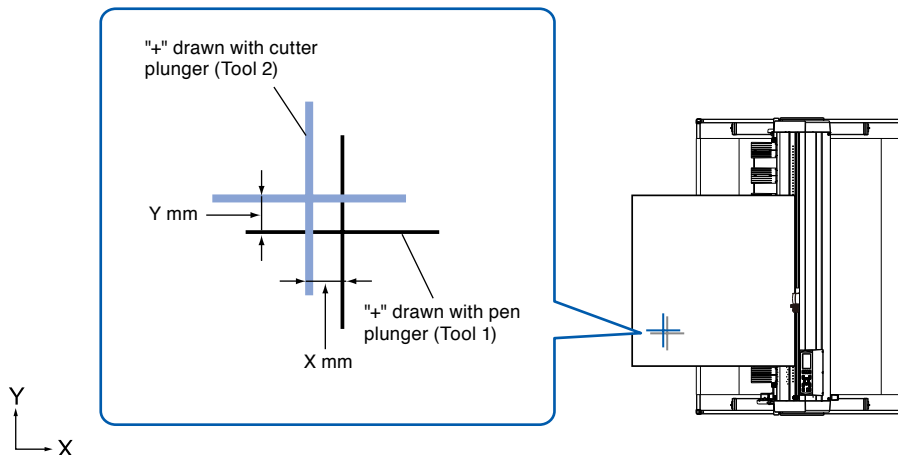 "+" drawn with cutter
plunger (Tool 2)
Y mm
"+" drawn with pen
plunger (Tool 1)
X mm
Y
X